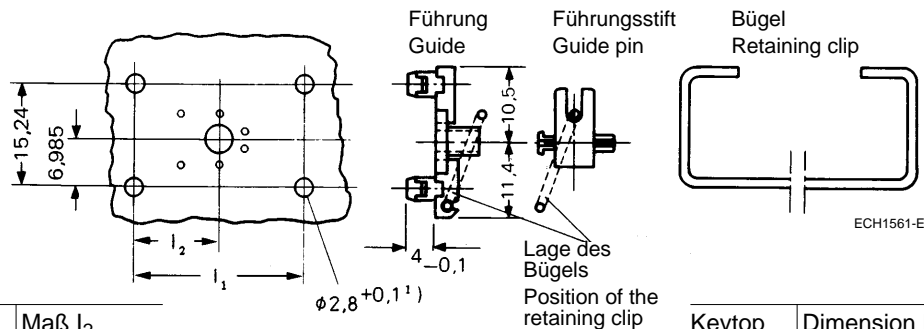 Führung
Guide
Führungsstift
Guide pin
Bügel
Retaining clip
15,24
6,985
10,5
11,4
l₂
l₁
4 −0,1
⌀2,8 +0,1 ¹)
Lage des
Bügels
Position of the
retaining clip
ECH1561-E
Maß l₂
Keytop
Dimension